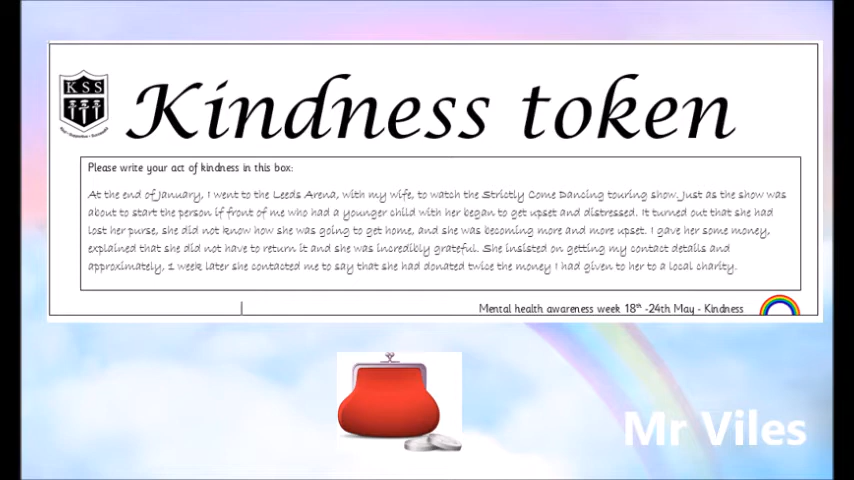 KSS
Kindness token
Please write your act of kindness in this box:
At the end of January, I went to the Leeds Arena, with my wife, to watch the Strictly Come Dancing touring show. Just as the show was
about to start the person if front of me who had a younger child with her began to get upset and distressed. It turned out that she had
lost her purse, she did not know how she was going to get home, and she was becoming more and more upset. I gave her some money,
explained that she did not have to return it and she was incredibly grateful. She insisted on getting my contact details and
approximately, 1 week later she contacted me to say that she had donated twice the money I had given to her to a local charity.
Mental health awareness week 18th -24th May - Kindness
Mr Viles